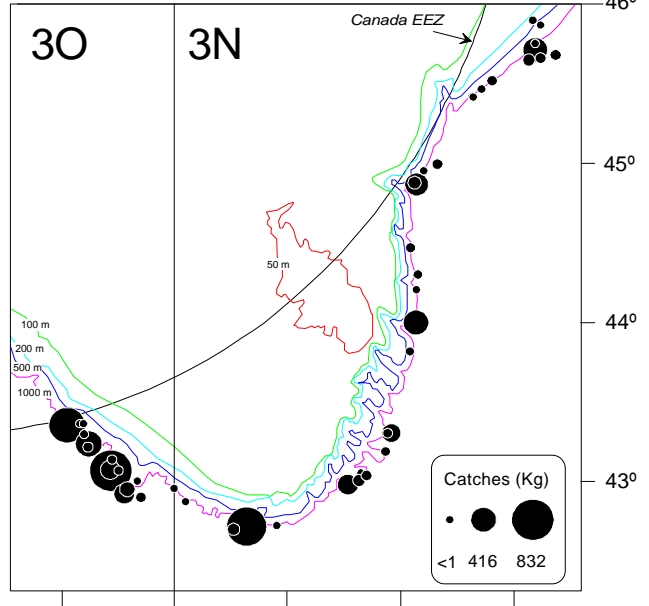 46º
3O
3N
Canada EEZ
45º
50 m
100 m
44º
200 m
500 m
1000 m
43º
Catches (Kg)
<1 416 832